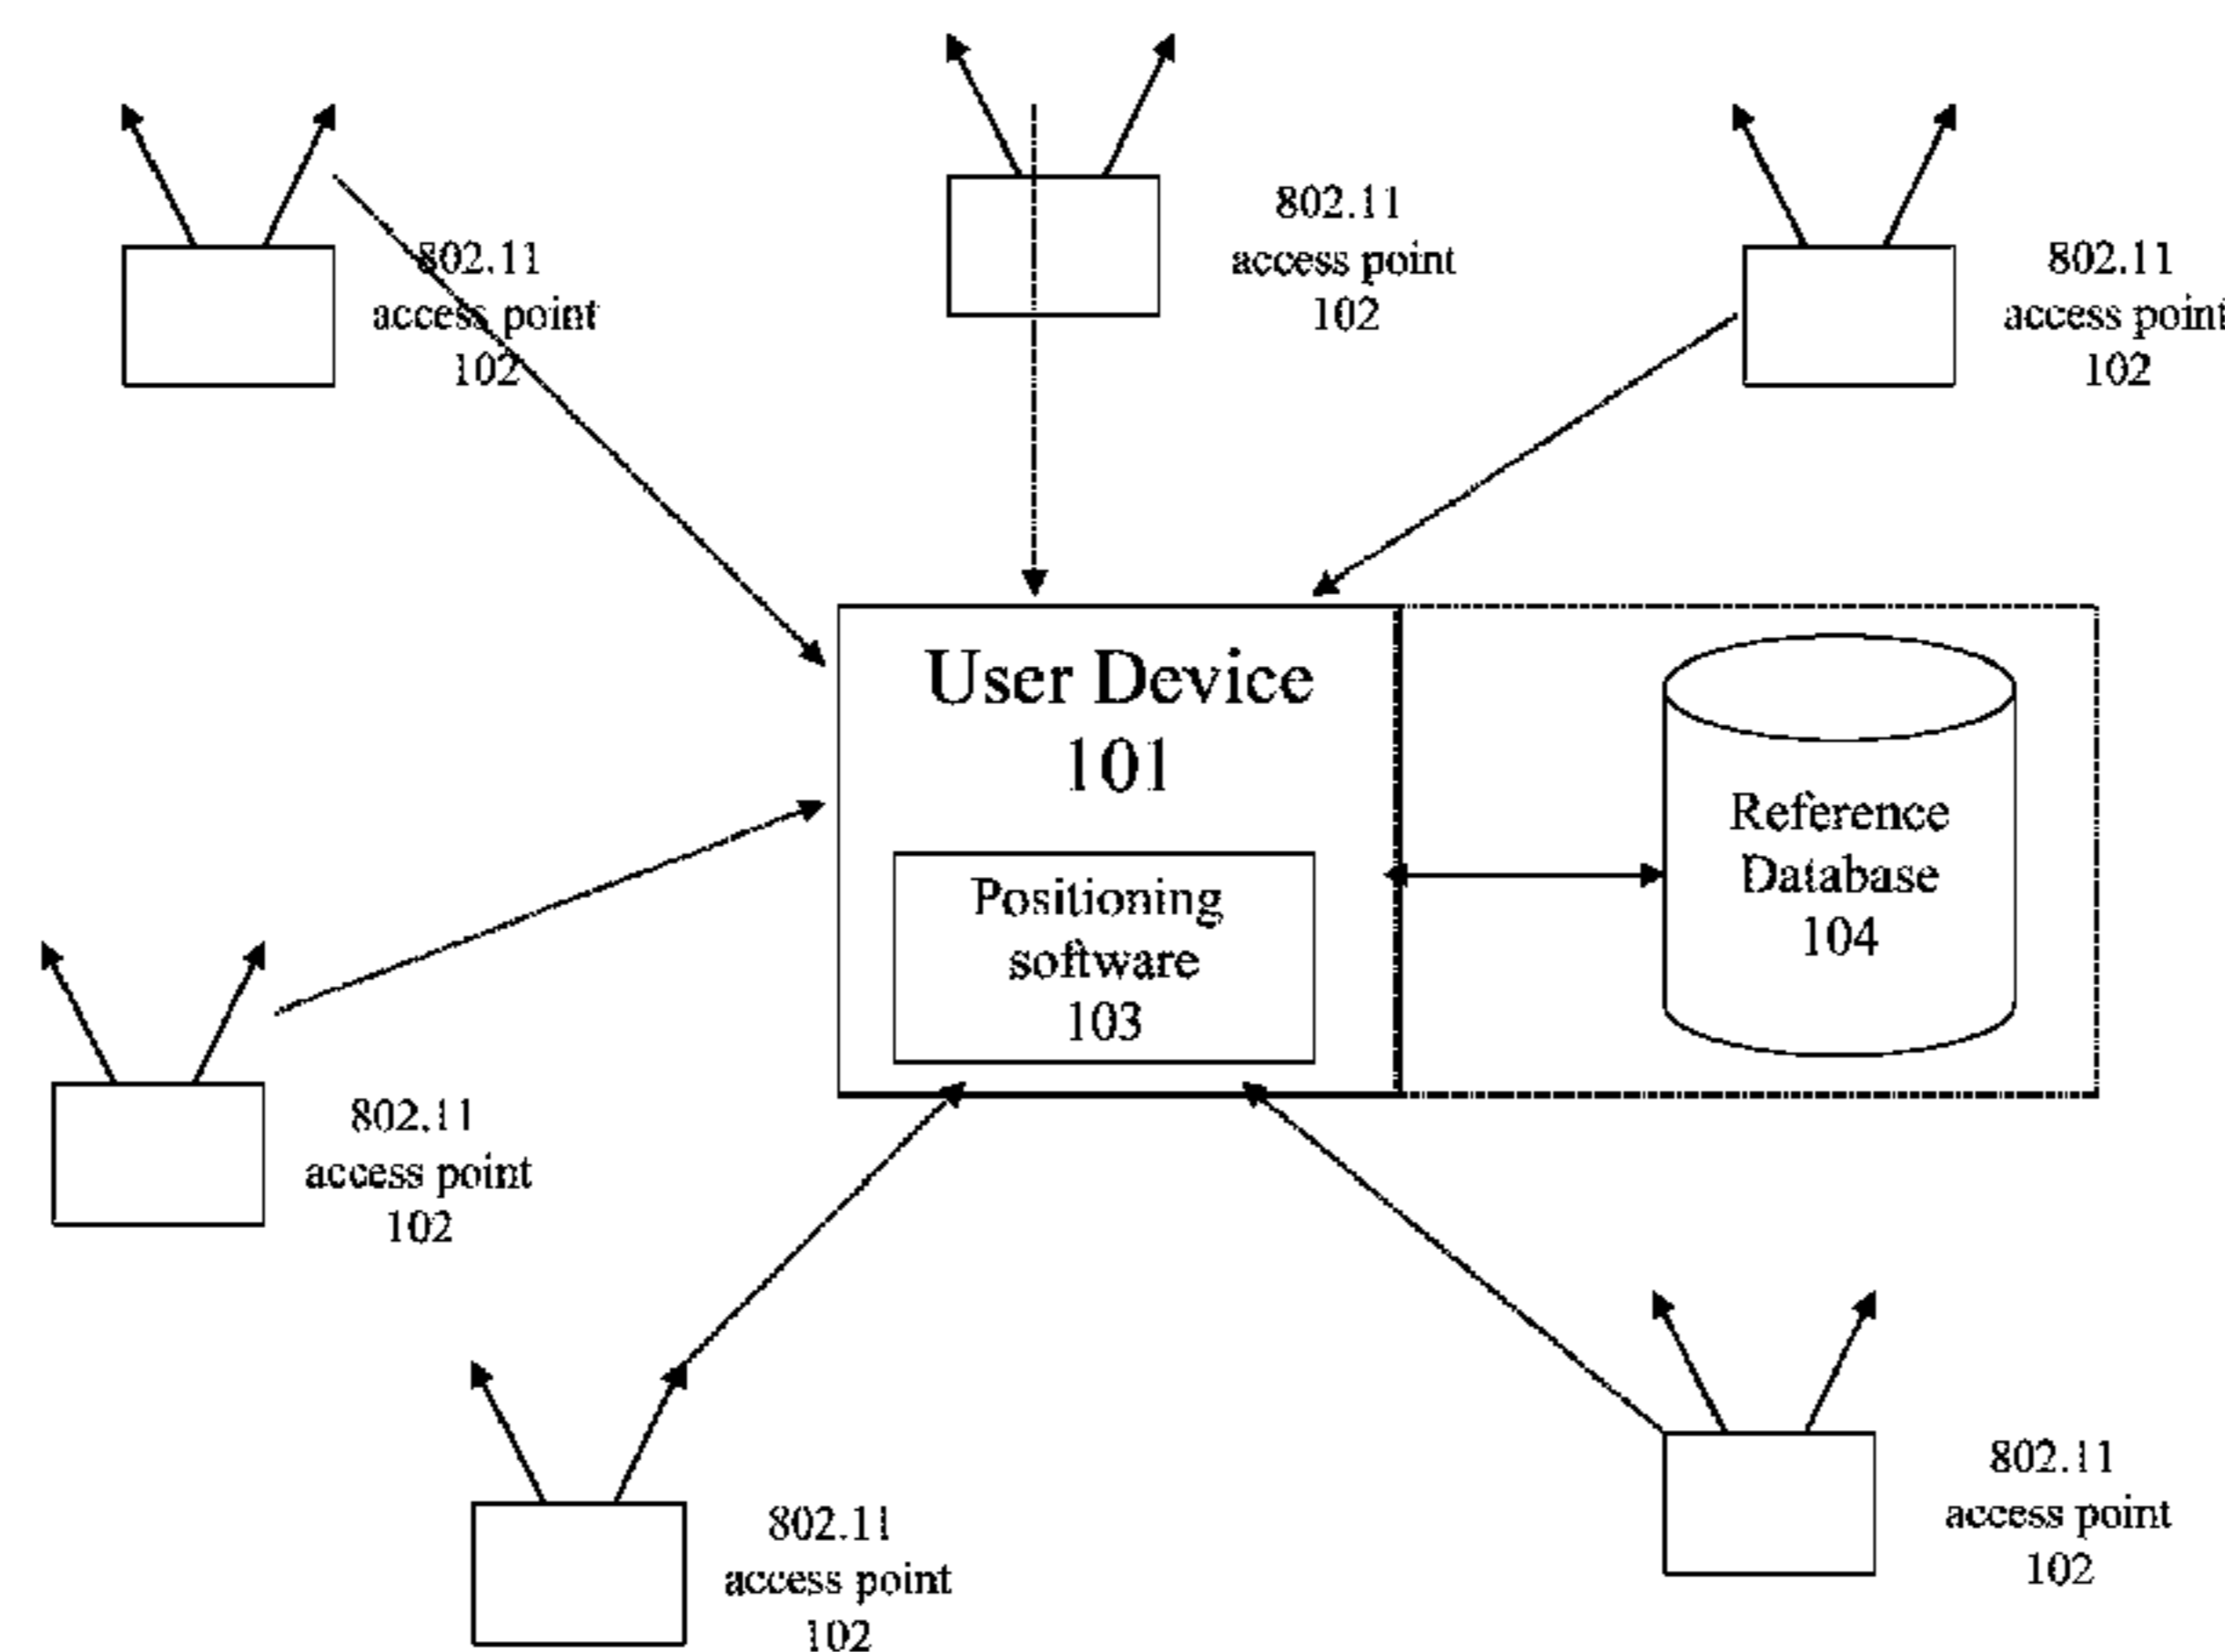 802.11
access point
102
802.11
access point
102
802.11
access point
102
User Device
101
Positioning
software
103
Reference
Database
104
802.11
access point
102
802.11
access point
102
802.11
access point
102